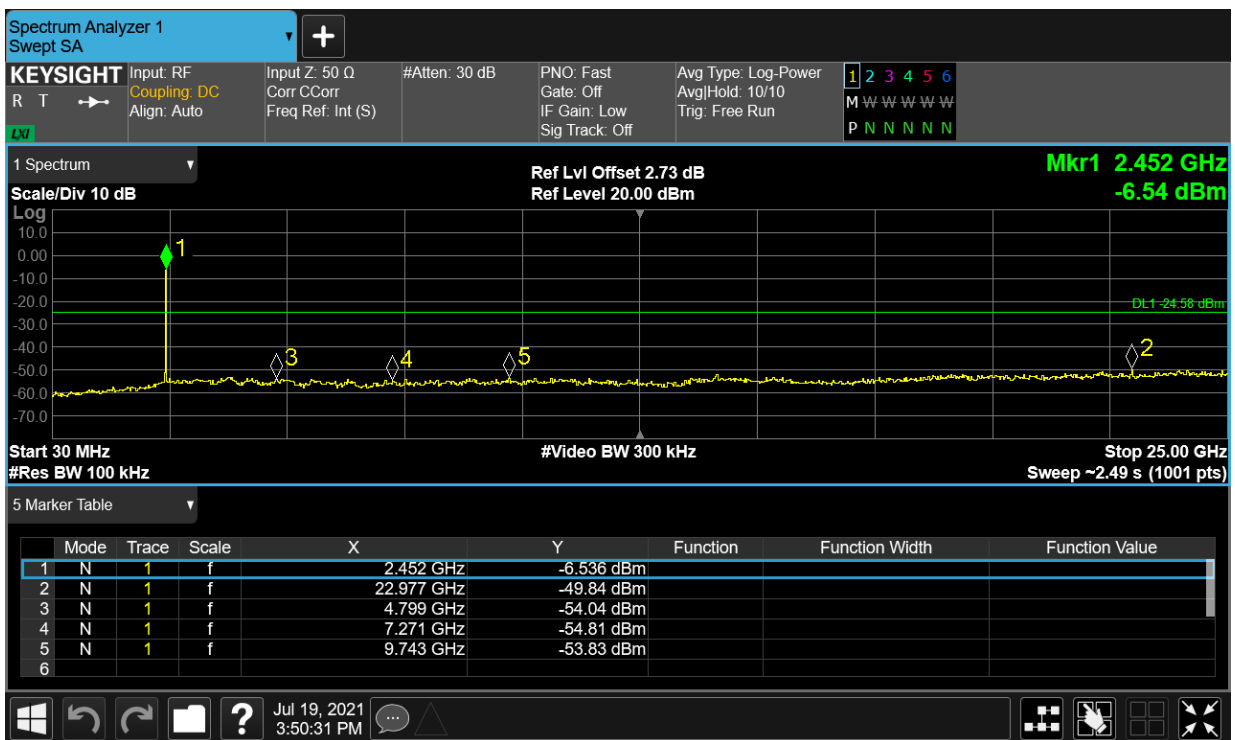 Spectrum Analyzer 1
Swept SA
KEYSIGHT
R T
LXI
Input: RF
Coupling: DC
Align: Auto
Input Z: 50 Ω
Corr CCorr
Freq Ref: Int (S)
#Atten: 30 dB
PNO: Fast
Gate: Off
IF Gain: Low
Sig Track: Off
Avg Type: Log-Power
Avg|Hold: 10/10
Trig: Free Run
1 2 3 4 5 6
M W W W W W
P N N N N N
1 Spectrum
Scale/Div 10 dB
Ref Lvl Offset 2.73 dB
Ref Level 20.00 dBm
Mkr1 2.452 GHz
-6.54 dBm
Log
10.0
0.00
-10.0
-20.0
-30.0
-40.0
-50.0
-60.0
-70.0
1
DL1 -24.58 dBm
3
4
5
2
Start 30 MHz
#Video BW 300 kHz
Stop 25.00 GHz
#Res BW 100 kHz
Sweep ~2.49 s (1001 pts)
5 Marker Table
Mode Trace Scale X Y Function Function Width Function Value
1 N 1 f 2.452 GHz -6.536 dBm
2 N 1 f 22.977 GHz -49.84 dBm
3 N 1 f 4.799 GHz -54.04 dBm
4 N 1 f 7.271 GHz -54.81 dBm
5 N 1 f 9.743 GHz -53.83 dBm
6
?
Jul 19, 2021
3:50:31 PM